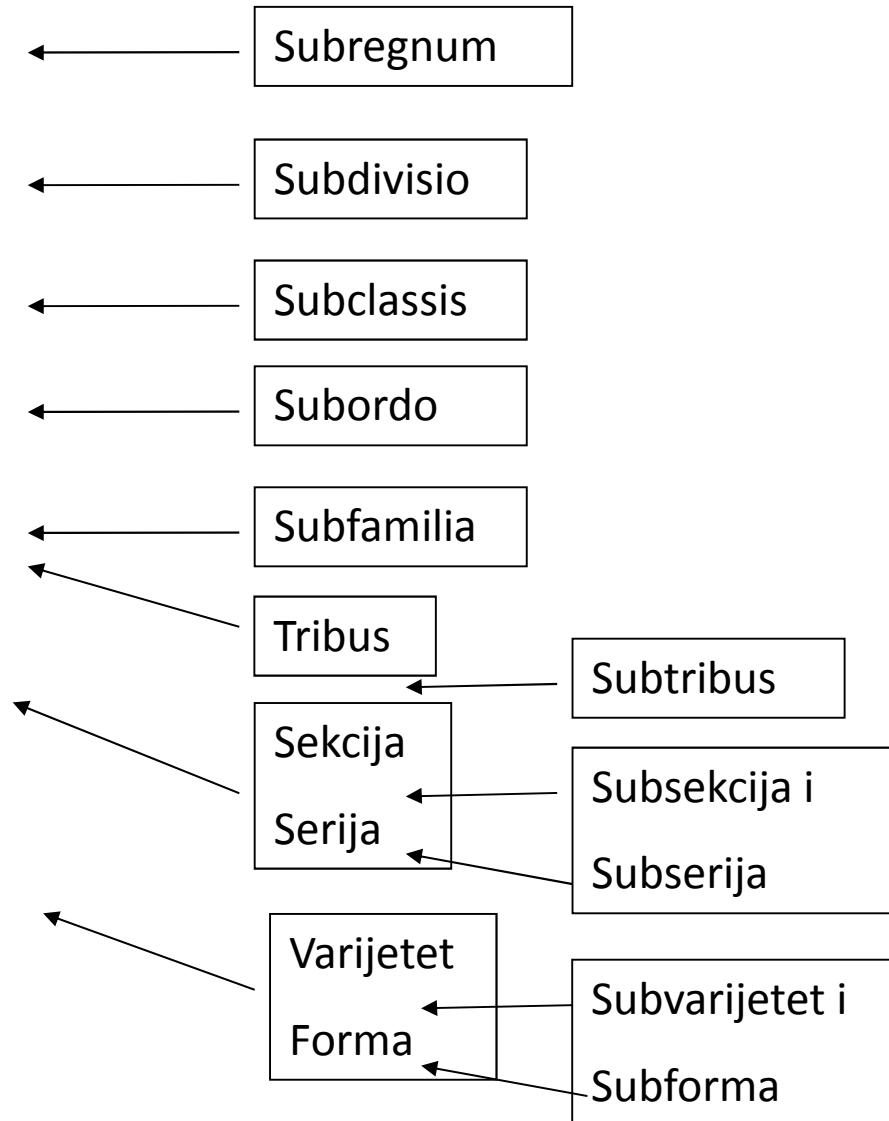 Subregnum
Subdivisio
Subclassis
Subordo
Subfamilia
Tribus
Subtribus
Sekcija
Serija
Subsekcija i
Subserija
Varijetet
Forma
Subvarijetet i
Subforma